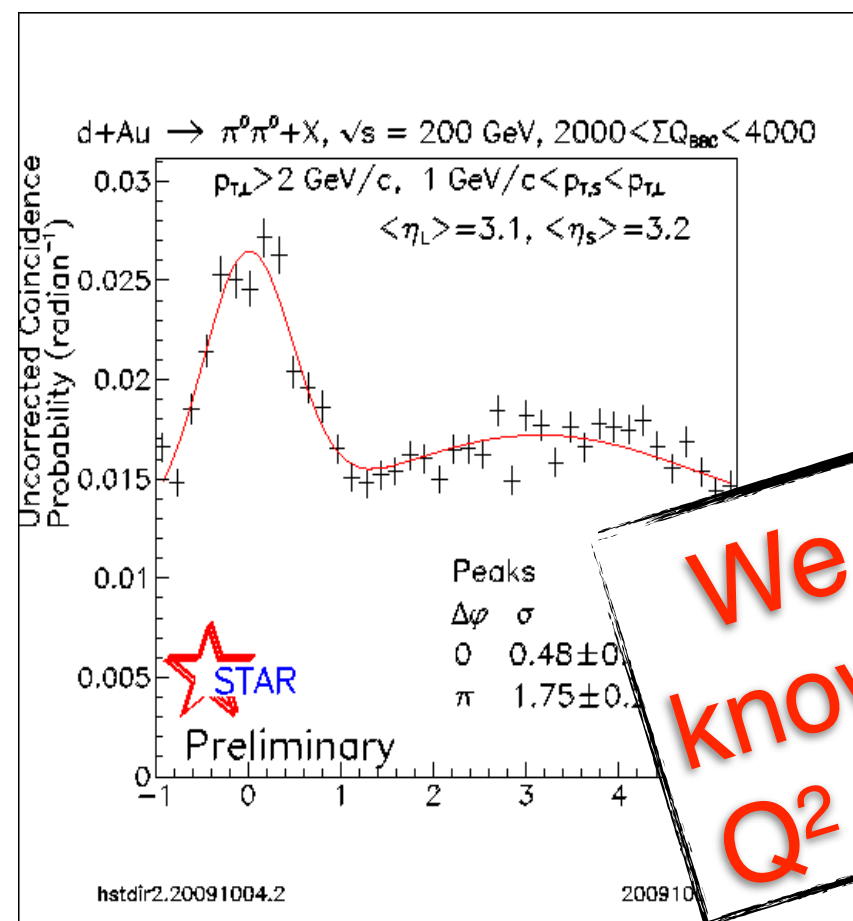 d+Au → π⁰π⁰+X, √s = 200 GeV, 2000<ΣQ_BBC<4000
p_T,L>2 GeV/c, 1 GeV/c<p_T,S<p_T,L
<η_L>=3.1, <η_S>=3.2
Uncorrected Coincidence
Probability (radian⁻¹)
0.03
0.025
0.02
0.015
0.01
0.005
0
Peaks
Δφ σ
0 0.48±0.
π 1.75±0.
STAR
Preliminary
-1 0 1 2 3 4
hstdir2.20091004.2
We
Q²